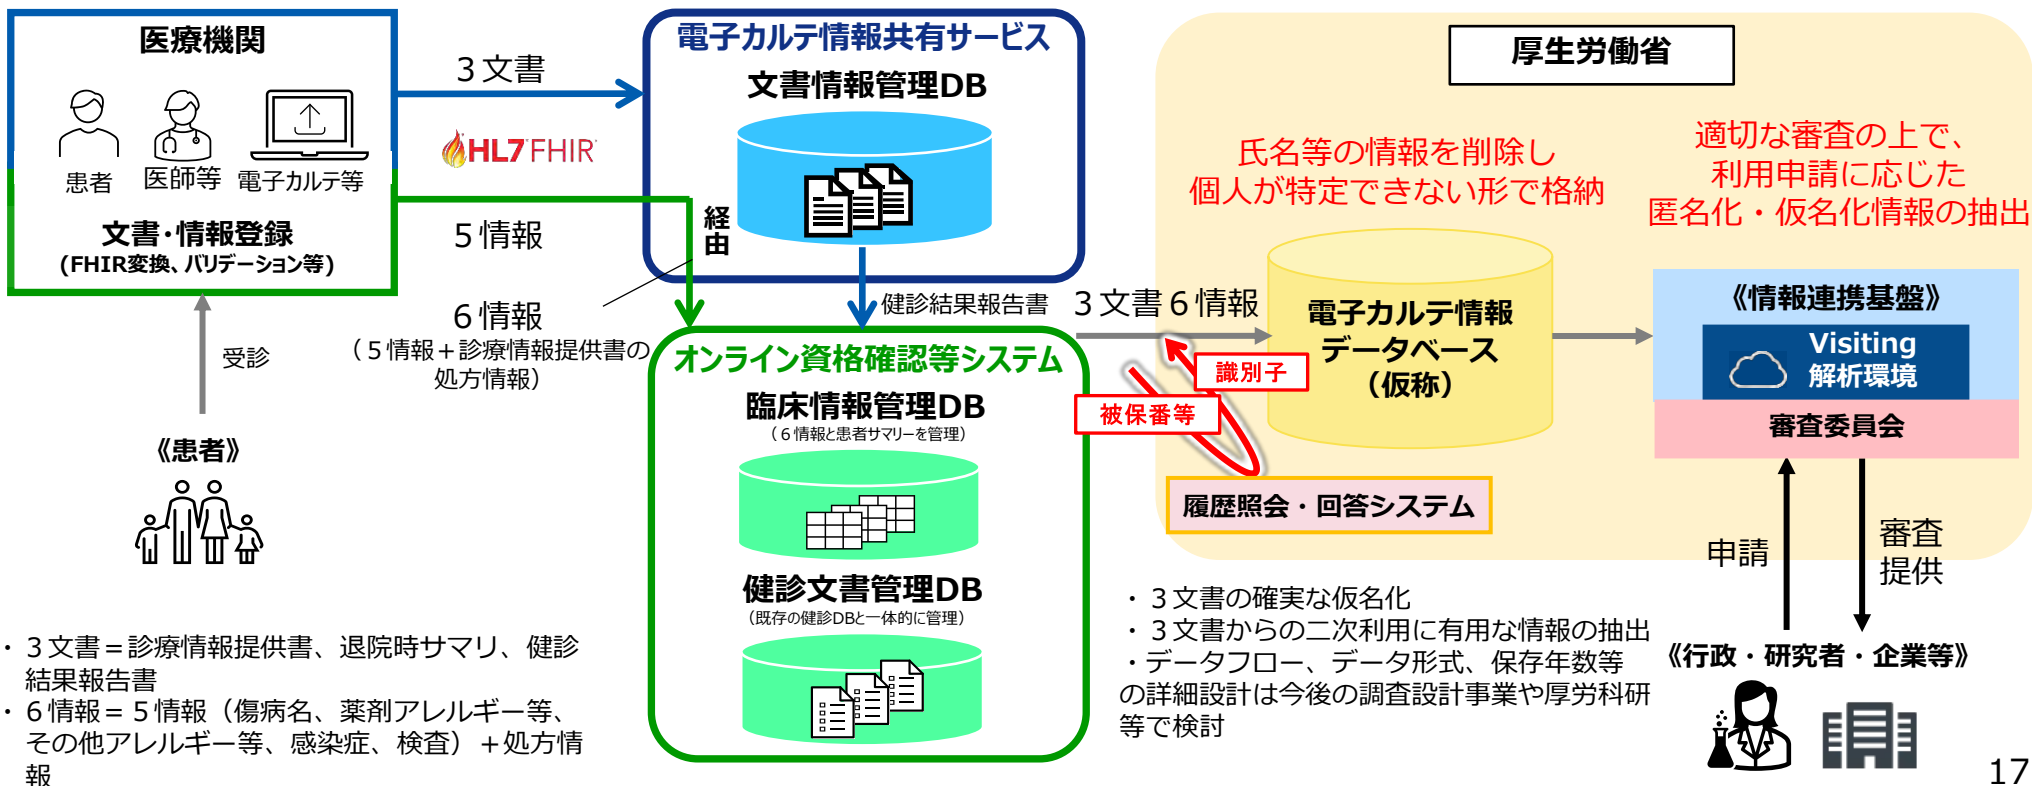 医療機関
患者
医師等
電子カルテ等
文書・情報登録
(FHIR変換、バリデーション等)
受診
《患者》
３文書
HL7 FHIR
５情報
６情報
（５情報＋診療情報提供書の
処方情報）
電子カルテ情報共有サービス
文書情報管理DB
経由
健診結果報告書
オンライン資格確認等システム
臨床情報管理DB
（６情報と患者サマリーを管理）
健診文書管理DB
（既存の健診DBと一体的に管理）
３文書６情報
識別子
被保番等
履歴照会・回答システム
厚生労働省
氏名等の情報を削除し
個人が特定できない形で格納
電子カルテ情報
データベース
（仮称）
適切な審査の上で、
利用申請に応じた
匿名化・仮名化情報の抽出
《情報連携基盤》
Visiting
解析環境
審査委員会
申請
審査
提供
《行政・研究者・企業等》
・３文書＝診療情報提供書、退院時サマリ、健診
結果報告書
・６情報＝５情報（傷病名、薬剤アレルギー等、
その他アレルギー等、感染症、検査）＋処方情
報
・３文書の確実な仮名化
・３文書からの二次利用に有用な情報の抽出
・データフロー、データ形式、保存年数等
の詳細設計は今後の調査設計事業や厚労科研
等で検討
17